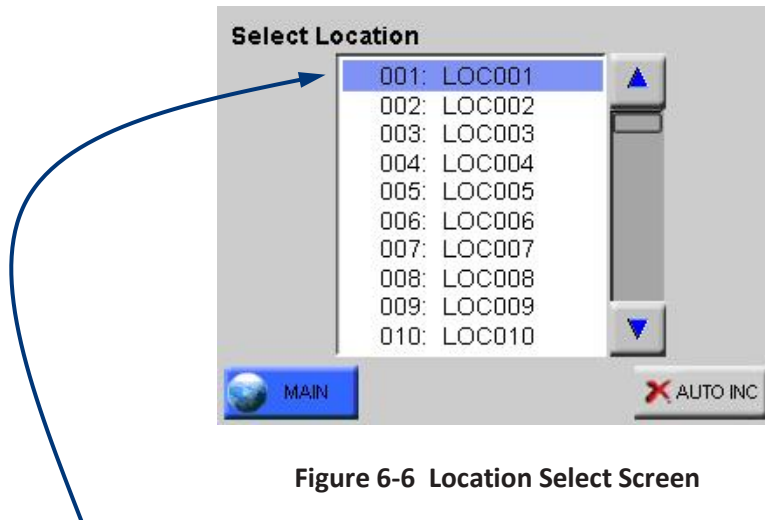 Select Location
001: LOC001
002: LOC002
003: LOC003
004: LOC004
005: LOC005
006: LOC006
007: LOC007
008: LOC008
009: LOC009
010: LOC010
MAIN
AUTO INC
Figure 6-6 Location Select Screen